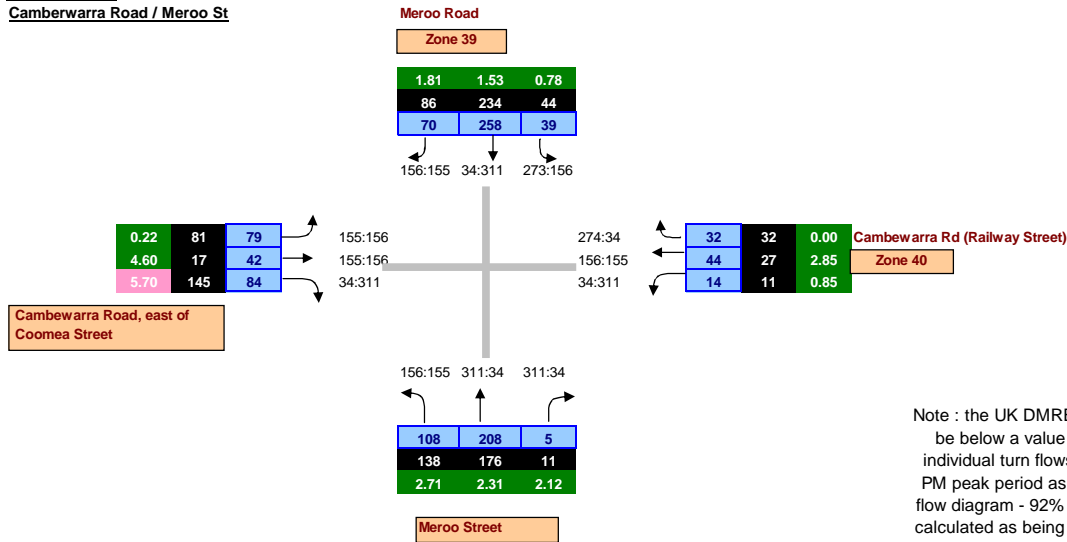 Camberwarra Road / Meroo St
Meroo Road
Zone 39
1.81 1.53 0.78
86 234 44
70 258 39
156:155 34:311 273:156
0.22 81 79 155:156
4.60 17 42 155:156
5.70 145 84 34:311
274:34 32 32 0.00 Cambewarra Rd (Railway Street)
156:155 44 27 2.85 Zone 40
34:311 14 11 0.85
Cambewarra Road, east of
Coomea Street
156:155 311:34 311:34
108 208 5
138 176 11
2.71 2.31 2.12
Meroo Street
Note : the UK DMRB
be below a value
individual turn flows
PM peak period as
flow diagram - 92%
calculated as being